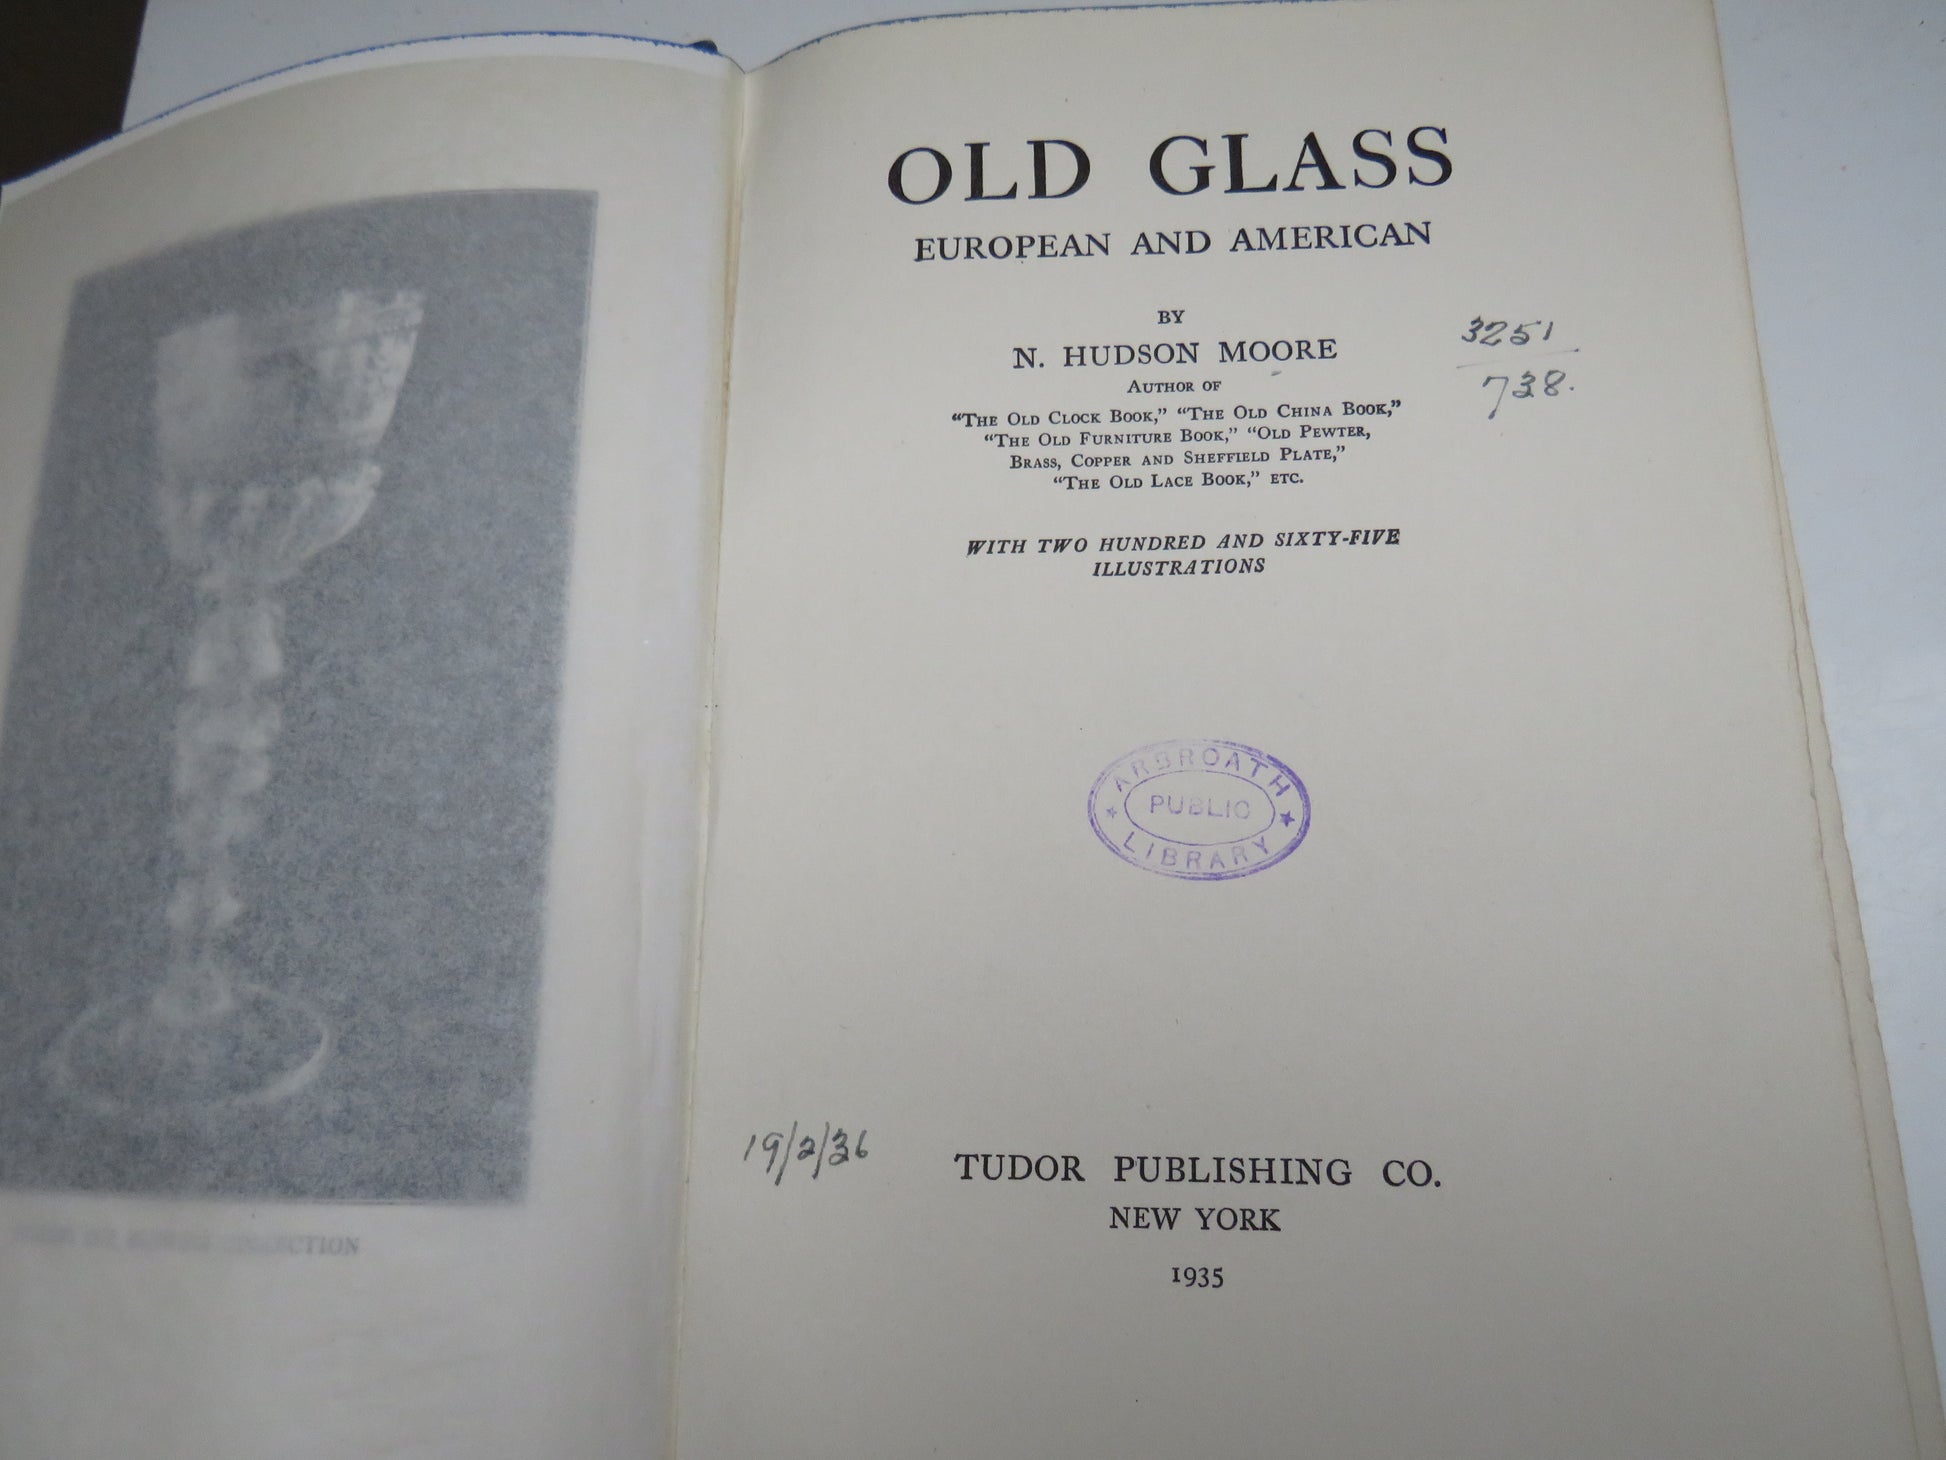 COLLECTION
OLD GLASS
EUROPEAN AND AMERICAN
BY
N. HUDSON MOORE
AUTHOR OF
"THE OLD CLOCK BOOK," "THE OLD CHINA BOOK,"
"THE OLD FURNITURE BOOK," "OLD PEWTER,
BRASS, COPPER AND SHEFFIELD PLATE,"
"THE OLD LACE BOOK," ETC.
3251
738.
WITH TWO HUNDRED AND SIXTY-FIVE
ILLUSTRATIONS
ARBROATH
PUBLIC
LIBRARY
19/2/36
TUDOR PUBLISHING CO.
NEW YORK
1935